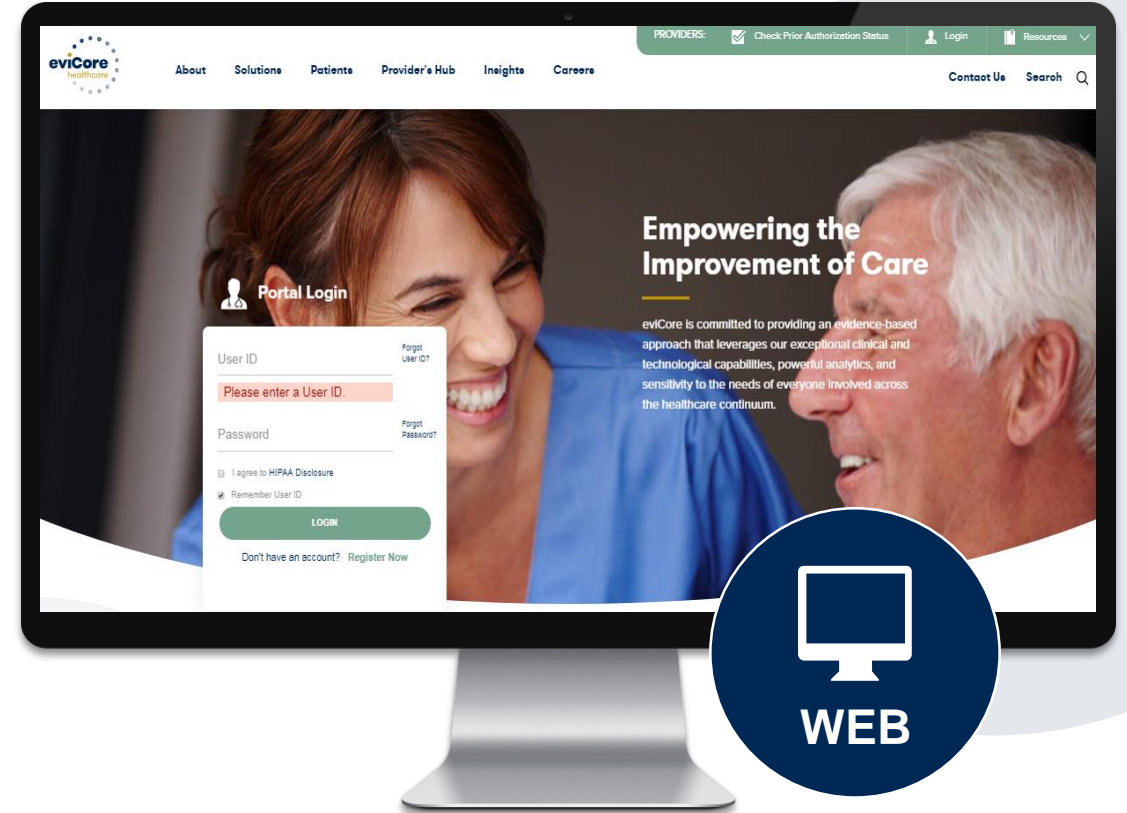 PROVIDERS: Check Prior Authorization Status Login Resources
eviCore
healthcare
About Solutions Patients Provider's Hub Insights Careers
Contact Us Search
Empowering the
Improvement of Care
eviCore is committed to providing an evidence-based
approach that leverages our exceptional clinical and
technological capabilities, powerful analytics, and
sensitivity to the needs of everyone involved across
the healthcare continuum.
Portal Login
User ID
Forgot
User ID?
Please enter a User ID.
Password
Forgot
Password?
I agree to HIPAA Disclosure
Remember User ID
LOGIN
Don't have an account? Register Now
WEB